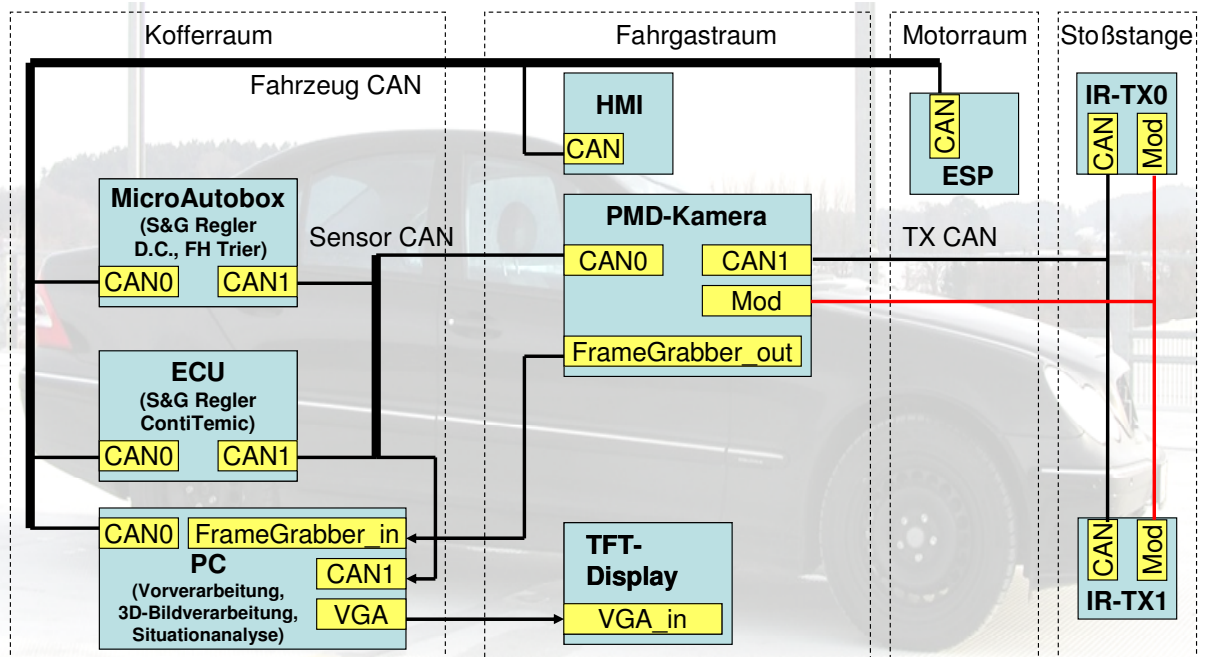 Kofferraum
Fahrgastraum
Motorraum
Stoßstange
Fahrzeug CAN
HMI
CAN
CAN
ESP
IR-TX0
CAN
Mod
MicroAutobox
(S&G Regler
D.C., FH Trier)
CAN0
CAN1
Sensor CAN
PMD-Kamera
CAN0
CAN1
Mod
FrameGrabber_out
TX CAN
ECU
(S&G Regler
ContiTemic)
CAN0
CAN1
CAN0
FrameGrabber_in
PC
(Vorverarbeitung,
3D-Bildverarbeitung,
Situationanalyse)
CAN1
VGA
TFT-
Display
VGA_in
CAN
Mod
IR-TX1